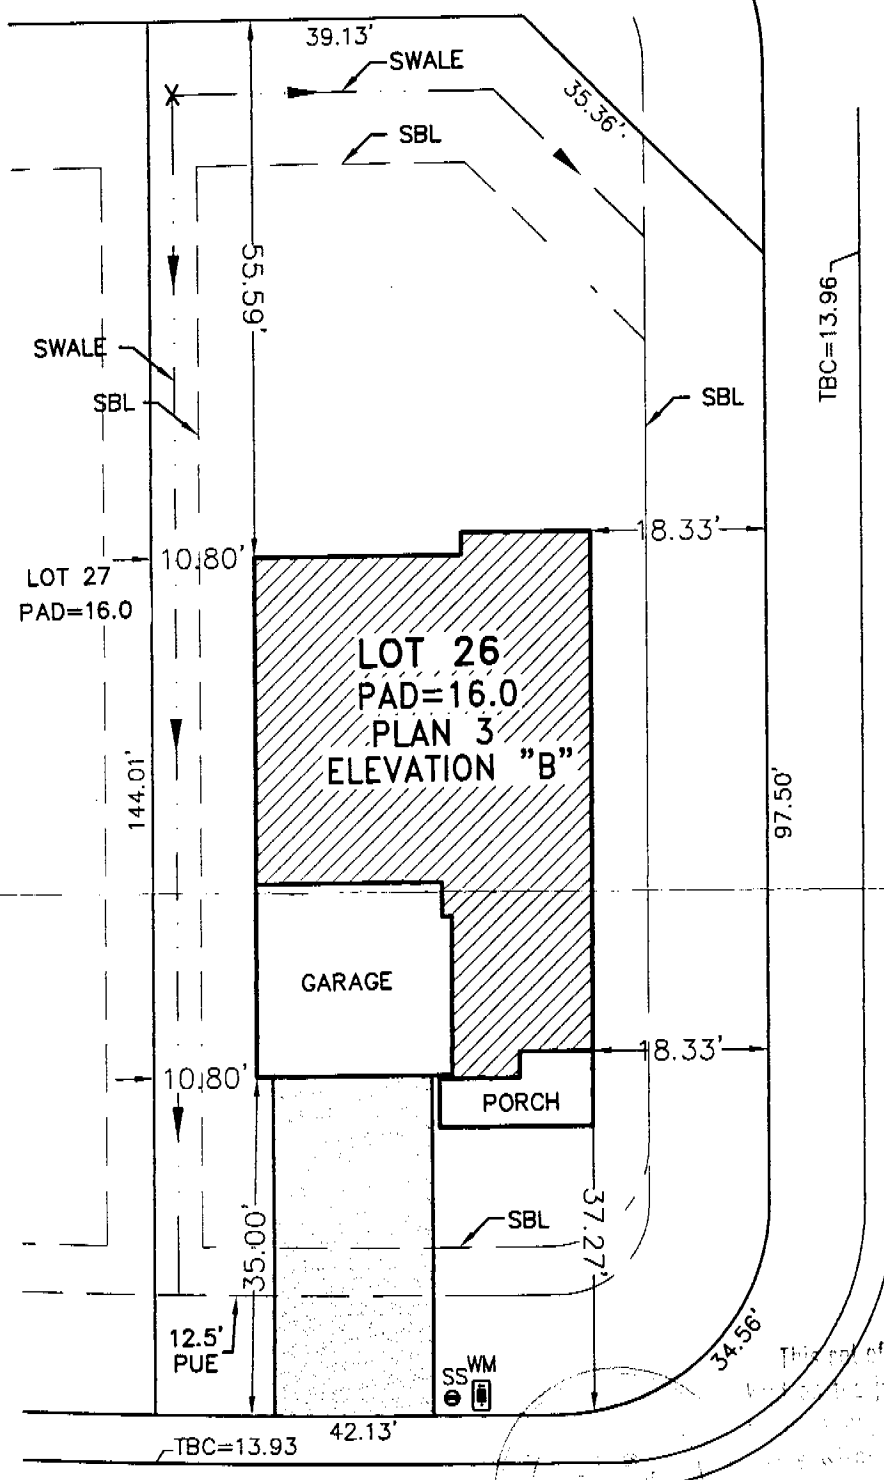 39.13'
SWALE
35.36'
SBL
55.59'
TBC=13.96
SWALE
SBL
SBL
18.33'
10.80'
LOT 27
PAD=16.0
LOT 26
PAD=16.0
PLAN 3
ELEVATION "B"
144.01'
97.50'
GARAGE
18.33'
10.80'
PORCH
35.00'
SBL
37.27'
12.5'
PUE
34.56'
SS
WM
42.13'
TBC=13.93
This set of